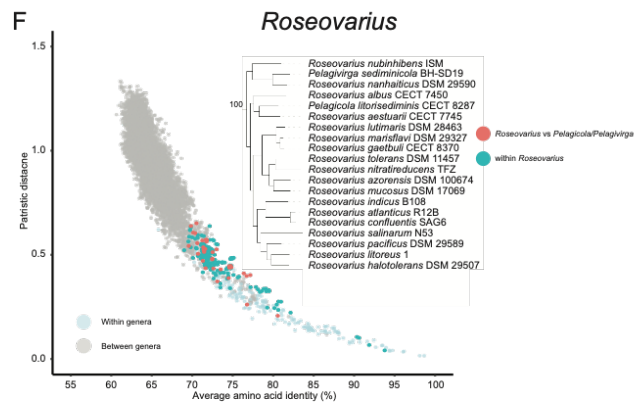 F
Roseovarius
1.5
1.0
0.5
0.0
Patristic distacne
55
60
65
70
75
80
85
90
95
100
Average amino acid identity (%)
Within genera
Between genera
100
Roseovarius nubinhibens ISM
Pelagivirga sediminicola BH-SD19
Roseovarius nanhaiticus DSM 29590
Roseovarius albus CECT 7450
Pelagicola litorisediminis CECT 8287
Roseovarius aestuarii CECT 7745
Roseovarius lutimaris DSM 28463
Roseovarius marisflavi DSM 29327
Roseovarius gaetbuli CECT 8370
Roseovarius tolerans DSM 11457
Roseovarius nitratireducens TFZ
Roseovarius azorensis DSM 100674
Roseovarius mucosus DSM 17069
Roseovarius indicus B108
Roseovarius atlanticus R12B
Roseovarius confluentis SAG6
Roseovarius salinarum N53
Roseovarius pacificus DSM 29589
Roseovarius litoreus 1
Roseovarius halotolerans DSM 29507
Roseovarius vs Pelagicola/Pelagivirga
within Roseovarius